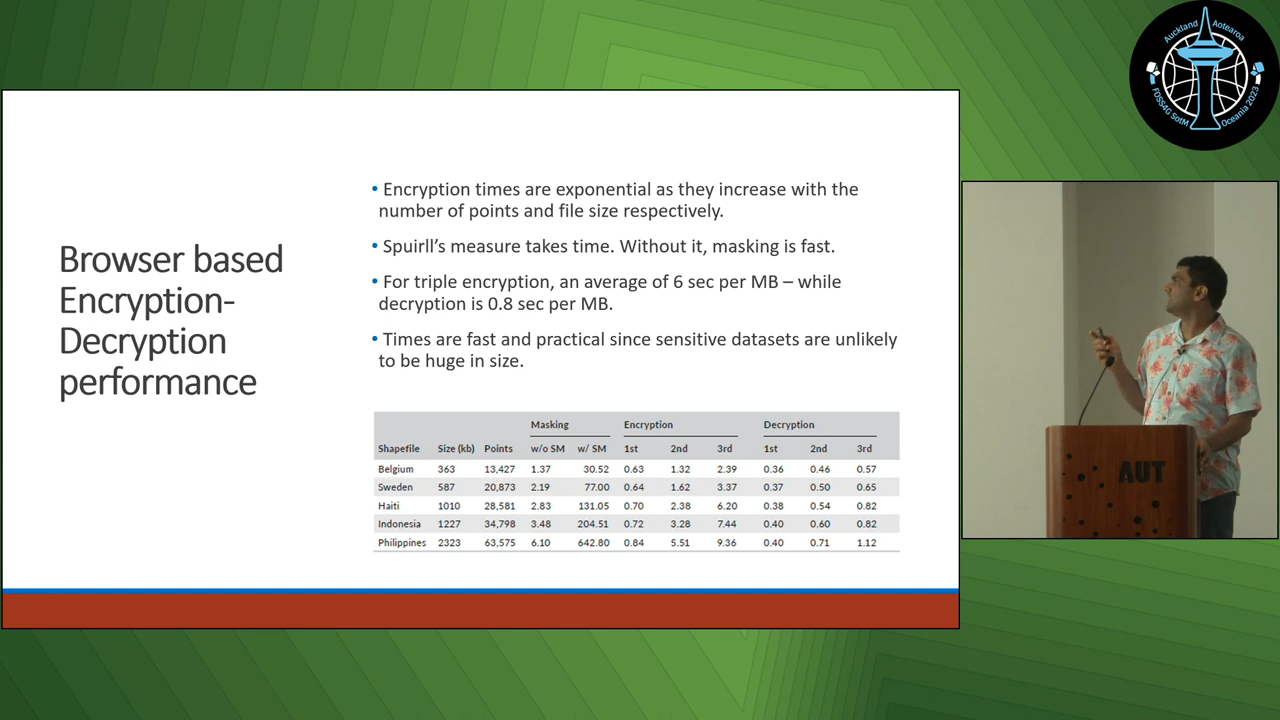 Auckland Aotearoa
FOSS4G SotM Oceania 2023
Browser based
Encryption-
Decryption
performance
• Encryption times are exponential as they increase with the
number of points and file size respectively.
• Spuirll's measure takes time. Without it, masking is fast.
• For triple encryption, an average of 6 sec per MB – while
decryption is 0.8 sec per MB.
• Times are fast and practical since sensitive datasets are unlikely
to be huge in size.
Masking Encryption Decryption
Shapefile Size (kb) Points w/o SM w/ SM 1st 2nd 3rd 1st 2nd 3rd
Belgium 363 13,427 1.37 30.52 0.63 1.32 2.39 0.36 0.46 0.57
Sweden 587 20,873 2.19 77.00 0.64 1.62 3.37 0.37 0.50 0.65
Haiti 1010 28,581 2.83 131.05 0.70 2.38 6.20 0.38 0.54 0.82
Indonesia 1227 34,798 3.48 204.51 0.72 3.28 7.44 0.40 0.60 0.82
Philippines 2323 63,575 6.10 642.80 0.84 5.51 9.36 0.40 0.71 1.12
AUT